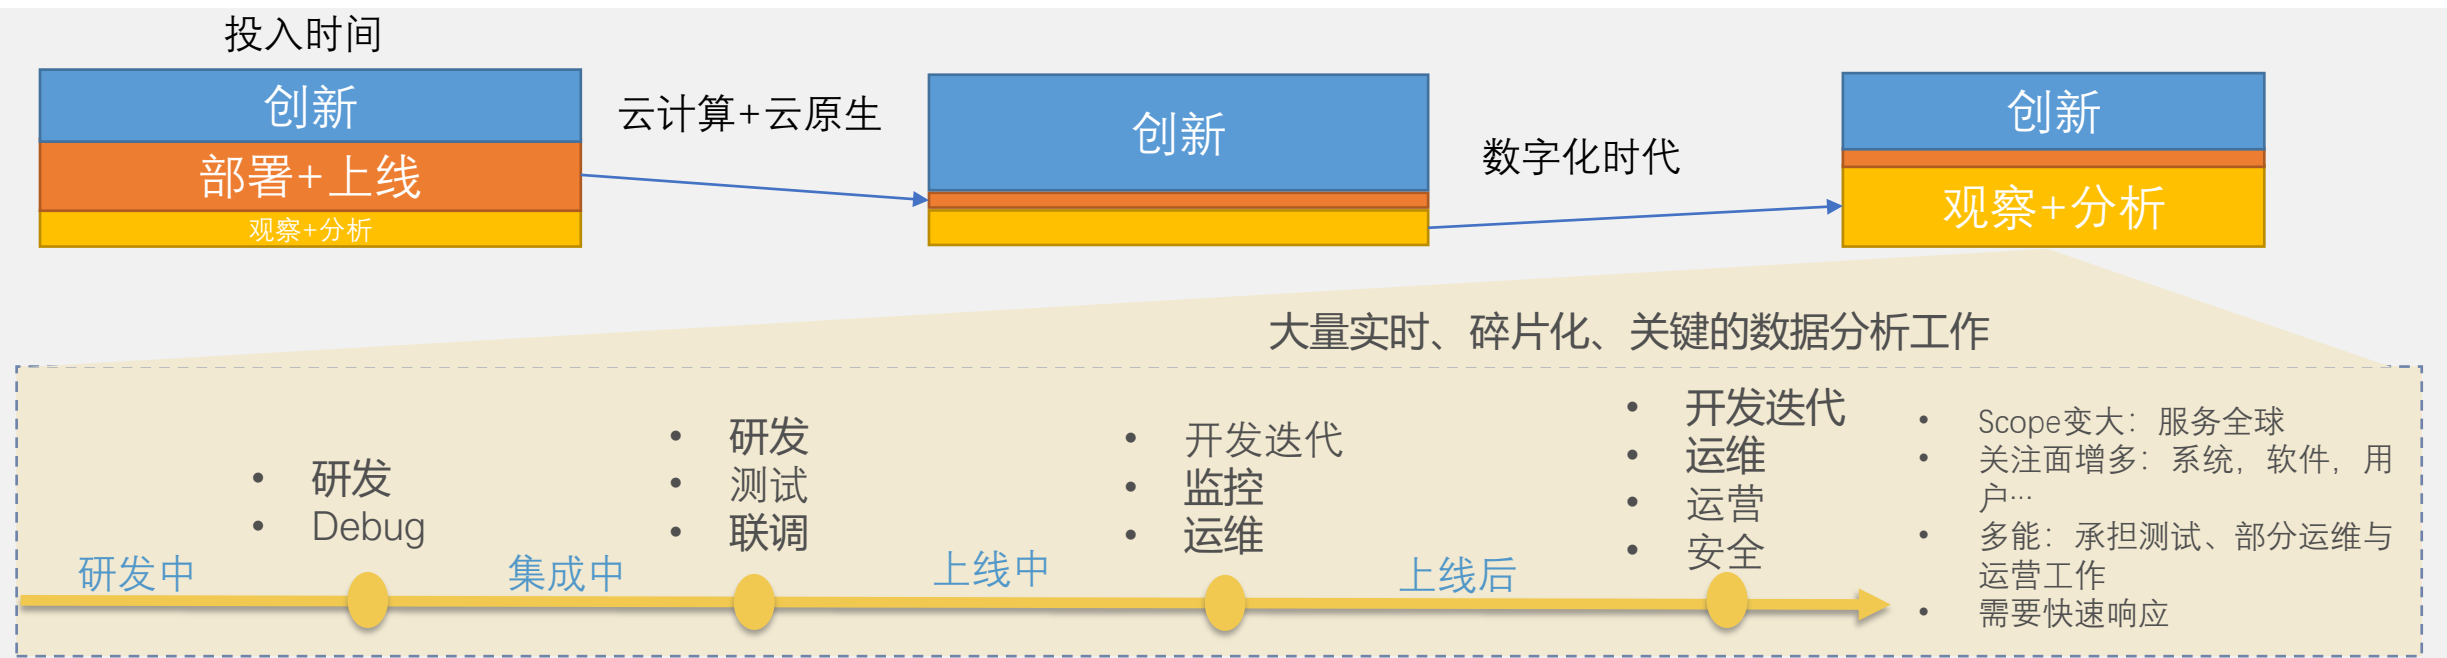 投入时间
创新
部署+上线
观察+分析
云计算+云原生
创新
数字化时代
创新
观察+分析
大量实时、碎片化、关键的数据分析工作
研发中
• 研发
• Debug
集成中
• 研发
• 测试
• 联调
上线中
• 开发迭代
• 监控
• 运维
上线后
• 开发迭代
• 运维
• 运营
• 安全
• Scope变大：服务全球
• 关注面增多：系统，软件，用
户…
• 多能：承担测试、部分运维与
运营工作
• 需要快速响应